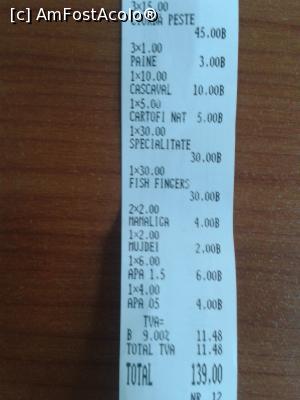 [c] AmFostAcolo®
3x15.00
CIORBA PESTE
45.00B
3x1.00
PAINE 3.00B
1x10.00
CASCAVAL 10.00B
1x5.00
CARTOFI NAT 5.00B
1x30.00
SPECIALITATE
30.00B
1x30.00
FISH FINGERS
30.00B
2x2.00
MAMALIGA 4.00B
1x2.00
MUJDEI 2.00B
1x6.00
APA 1.5 6.00B
1x4.00
APA 05 4.00B
TVA=
B 9.00% 11.48
TOTAL TVA 11.48
TOTAL 139.00
NR. 12